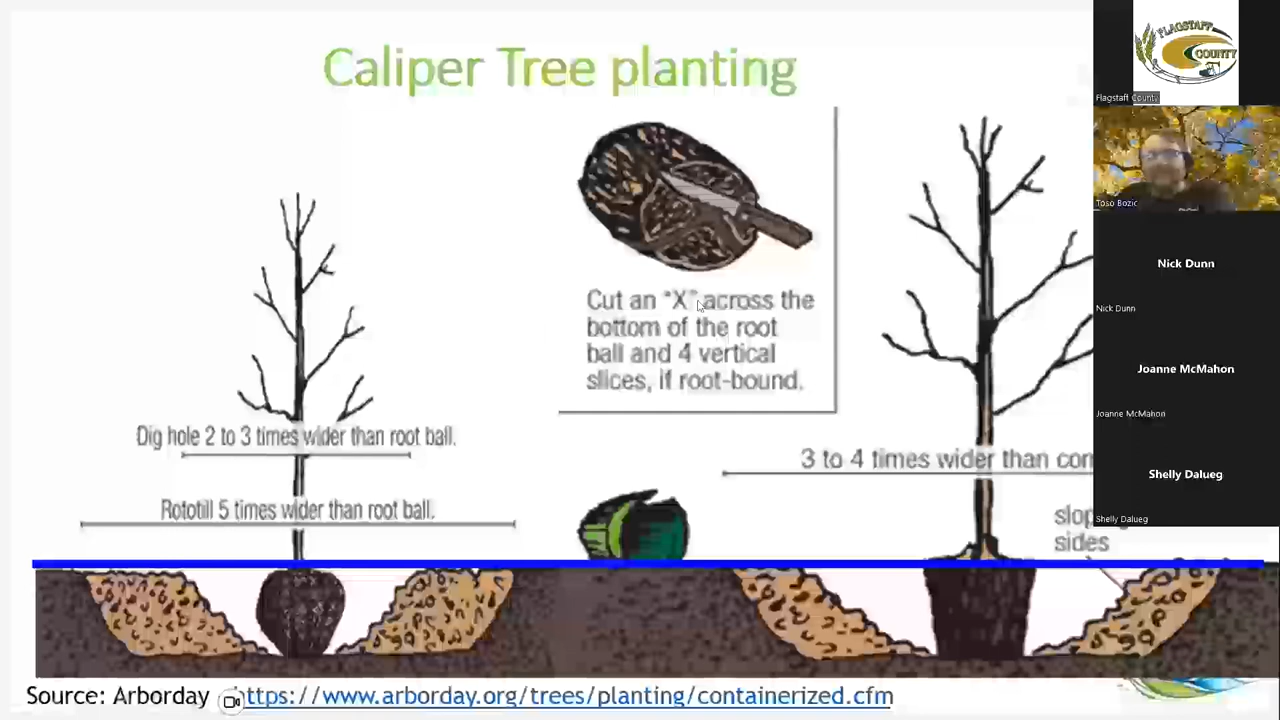 Caliper Tree planting
Cut an "X" across the
bottom of the root
ball and 4 vertical
slices, if root-bound.
Dig hole 2 to 3 times wider than root ball.
Rototill 5 times wider than root ball.
3 to 4 times wider than con
sides
Source: Arborday ttps://www.arborday.org/trees/planting/containerized.cfm
FLAGSTAFF
COUNTY
Flagstaff County
Toso Bozic
Nick Dunn
Nick Dunn
Joanne McMahon
Joanne McMahon
Shelly Dalueg
Shelly Dalueg